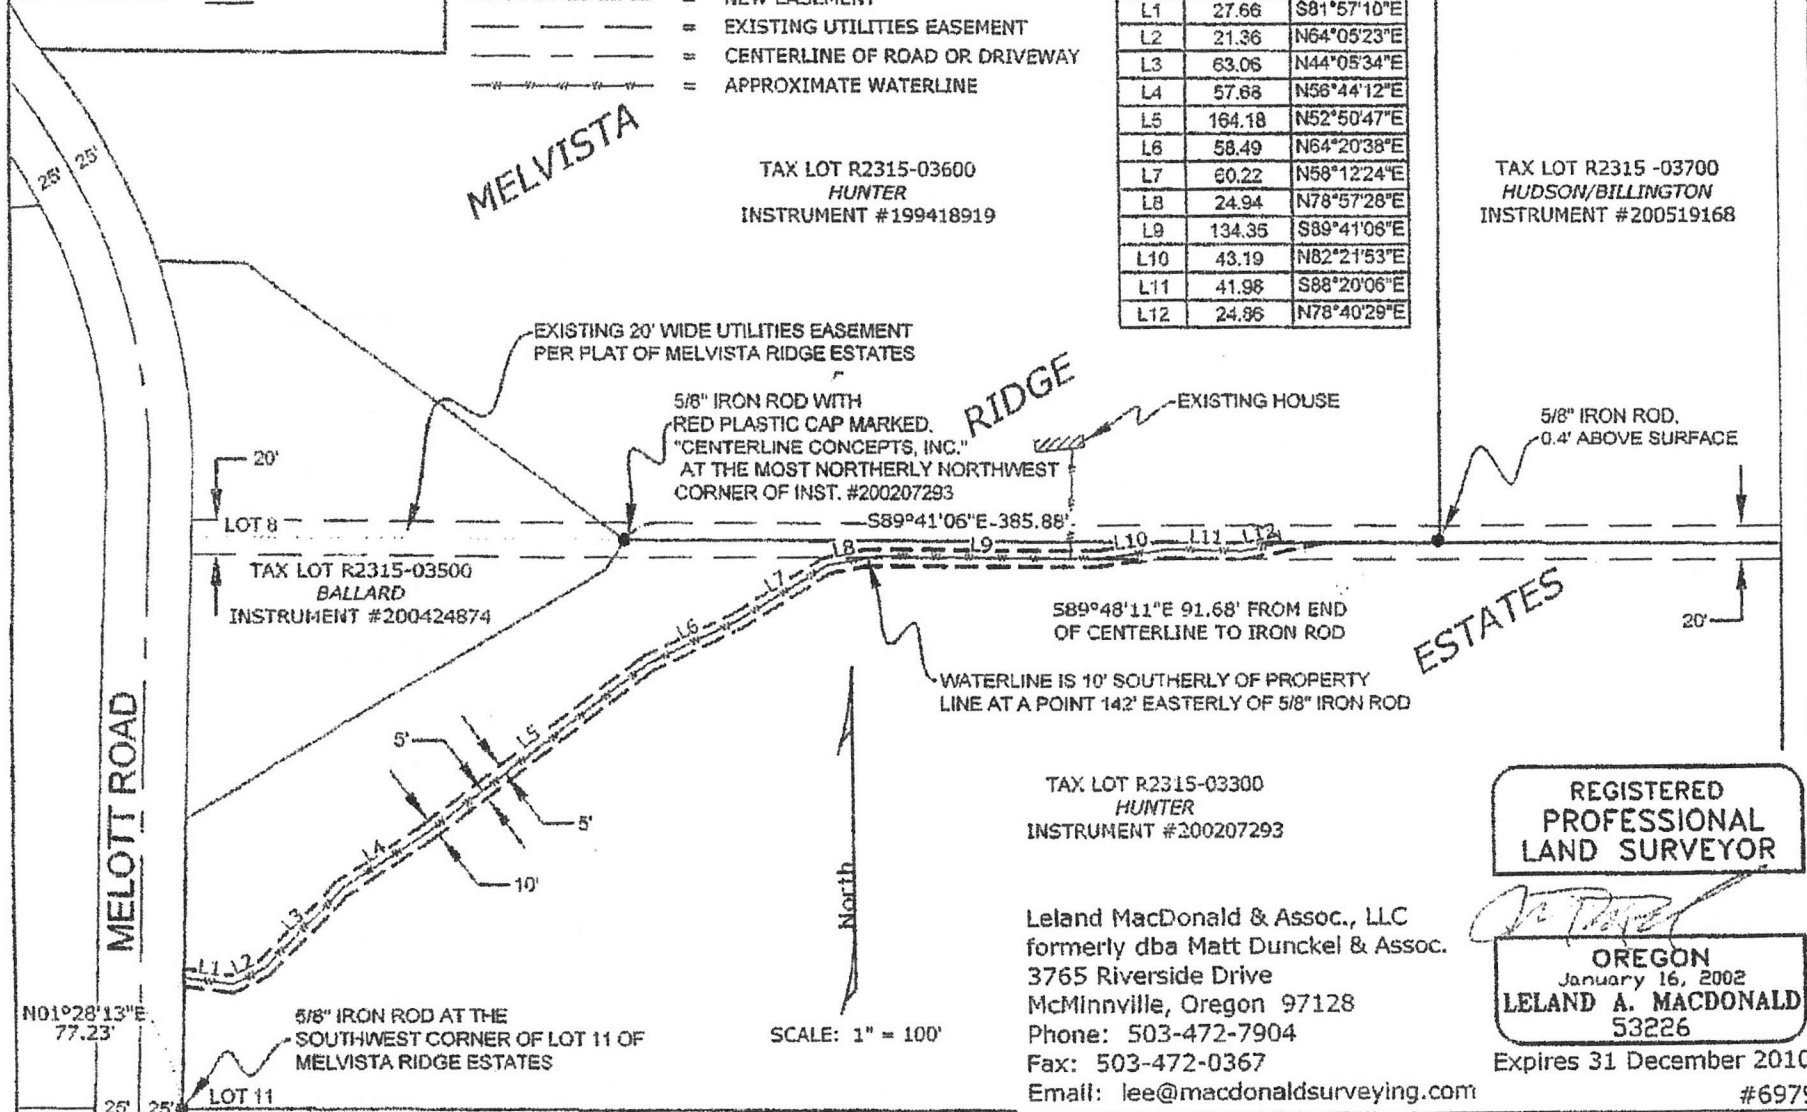 NEW EASEMENT
= EXISTING UTILITIES EASEMENT
= CENTERLINE OF ROAD OR DRIVEWAY
= APPROXIMATE WATERLINE
L1 27.66 S81°57'10"E
L2 21.36 N64°05'23"E
L3 63.06 N44°05'34"E
L4 57.68 N56°44'12"E
L5 164.18 N52°50'47"E
L6 58.49 N64°20'38"E
L7 60.22 N58°12'24"E
L8 24.94 N78°57'28"E
L9 134.35 S89°41'06"E
L10 43.19 N82°21'53"E
L11 41.98 S88°20'06"E
L12 24.86 N78°40'29"E
25' 25'
MELVISTA
TAX LOT R2315-03600
HUNTER
INSTRUMENT #199418919
TAX LOT R2315 -03700
HUDSON/BILLINGTON
INSTRUMENT #200519168
EXISTING 20' WIDE UTILITIES EASEMENT
PER PLAT OF MELVISTA RIDGE ESTATES
5/8" IRON ROD WITH
RED PLASTIC CAP MARKED,
"CENTERLINE CONCEPTS, INC."
AT THE MOST NORTHERLY NORTHWEST
CORNER OF INST. #200207293
RIDGE
EXISTING HOUSE
5/8" IRON ROD,
0.4' ABOVE SURFACE
20'
LOT 8
S89°41'06"E 385.88'
L8 L9 L10 L11 L12
TAX LOT R2315-03500
BALLARD
INSTRUMENT #200424874
L7
L6
S89°48'11"E 91.68' FROM END
OF CENTERLINE TO IRON ROD
ESTATES
20'
WATERLINE IS 10' SOUTHERLY OF PROPERTY
LINE AT A POINT 142' EASTERLY OF 5/8" IRON ROD
MELOTT ROAD
5'
L5
5'
L4
10'
L3
L1 L2
North
TAX LOT R2315-03300
HUNTER
INSTRUMENT #200207293
REGISTERED
PROFESSIONAL
LAND SURVEYOR
OREGON
January 16, 2002
LELAND A. MACDONALD
53226
Expires 31 December 2010
#6979
Leland MacDonald & Assoc., LLC
formerly dba Matt Dunckel & Assoc.
3765 Riverside Drive
McMinnville, Oregon 97128
Phone: 503-472-7904
Fax: 503-472-0367
Email: lee@macdonaldsurveying.com
SCALE: 1" = 100'
N01°28'13"E
77.23'
5/8" IRON ROD AT THE
SOUTHWEST CORNER OF LOT 11 OF
MELVISTA RIDGE ESTATES
LOT 11
25' 25'